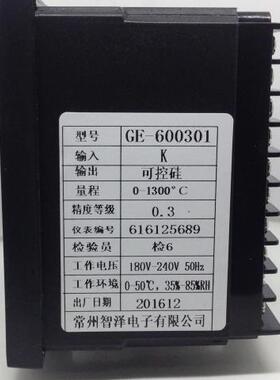 型号 GE-600301
输入 K
输出 可控硅
量程 0-1300°C
精度等级 0.3
仪表编号 616125689
检验员 检6
工作电压 180V-240V 50Hz
工作环境 0-50℃, 35%-85%RH
出厂日期 201612
常州智泽电子有限公司